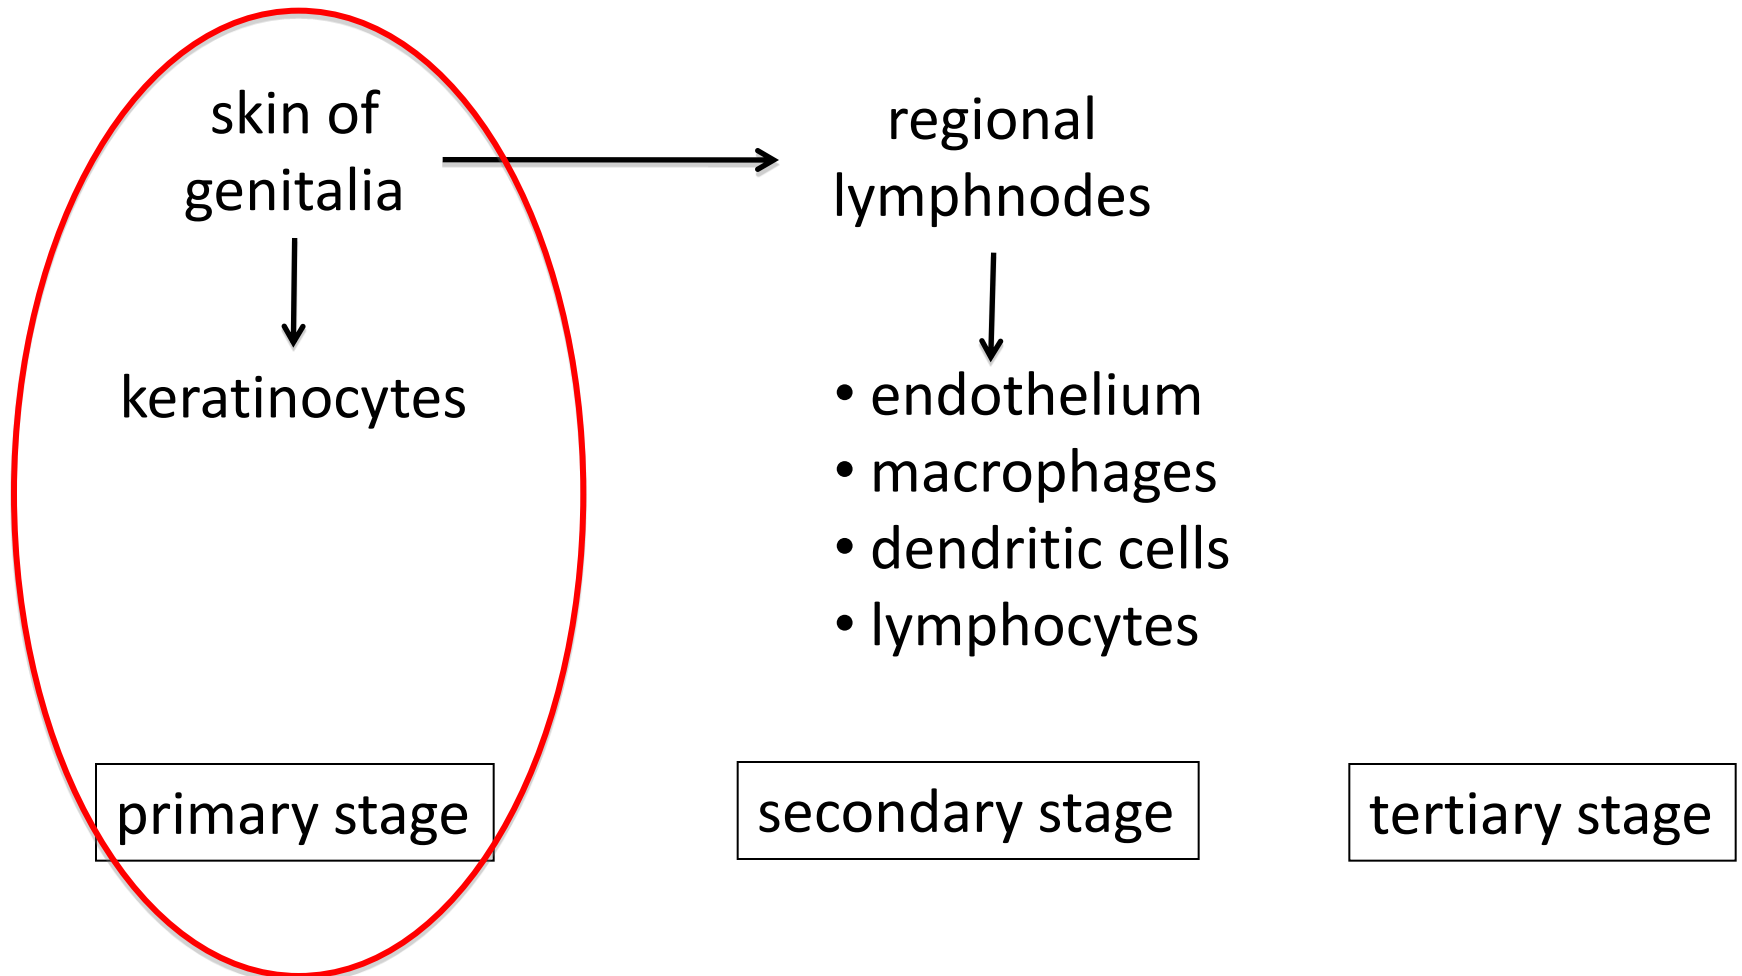 skin of
genitalia
keratinocytes
primary stage
regional
lymphnodes
• endothelium
• macrophages
• dendritic cells
• lymphocytes
secondary stage
tertiary stage